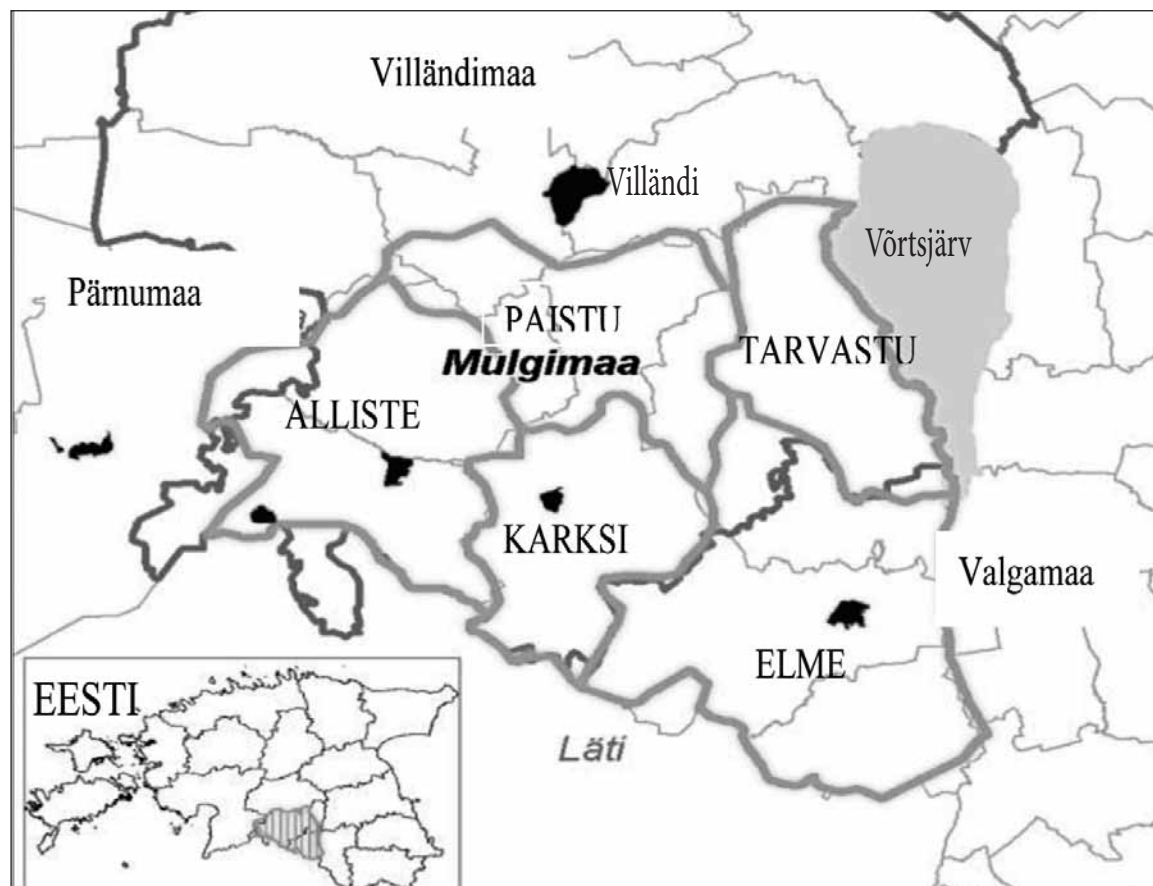 Villändimaa
Villändi
Võrtsjärv
Pärnumaa
PAISTU
TARVASTU
Mulgimaa
ALLISTE
KARKSI
Valgamaa
ELME
EESTI
Läti